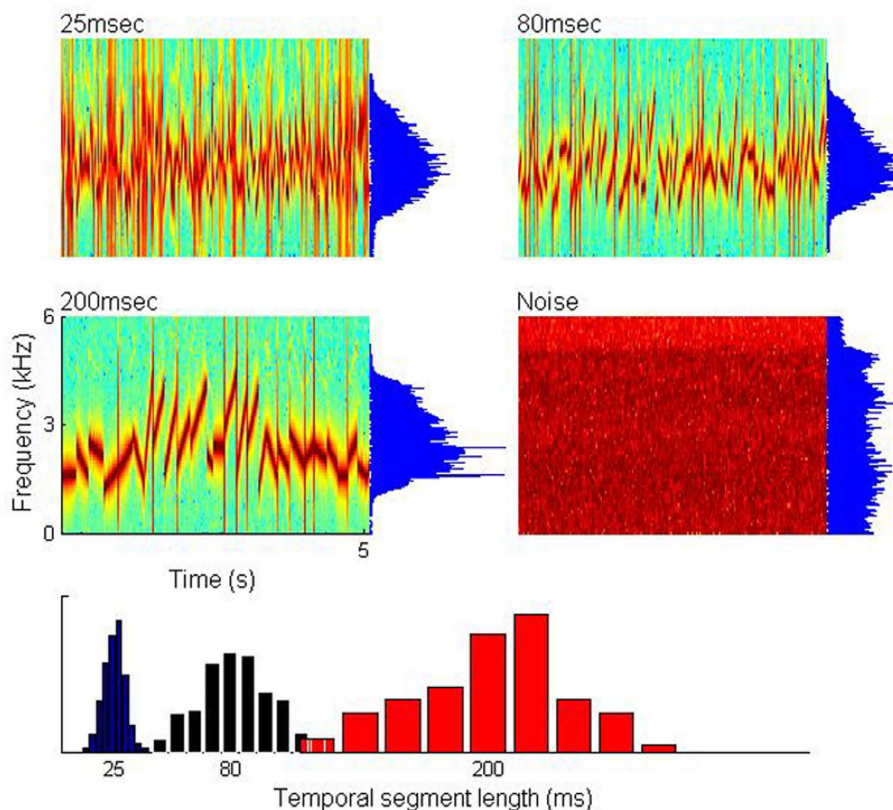 25msec
80msec
200msec
Noise
6
3
0
Frequency (kHz)
5
Time (s)
25
80
200
Temporal segment length (ms)